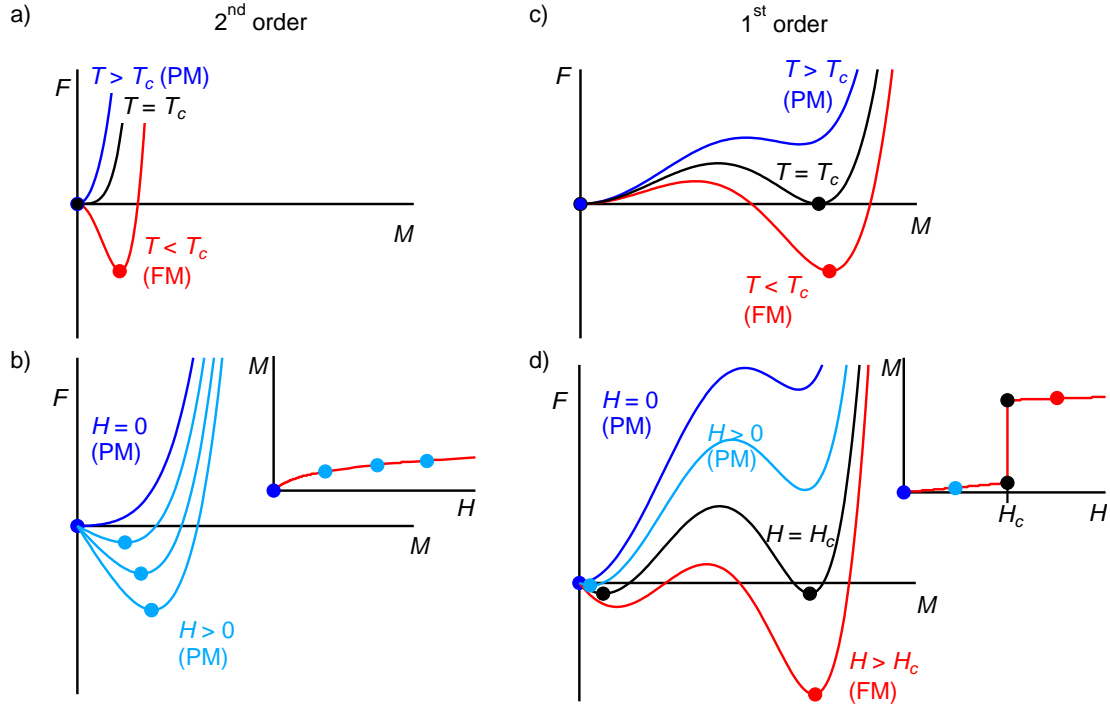 a)
2nd order
F
T > Tc (PM)
T = Tc
M
T < Tc
(FM)
c)
1st order
F
T > Tc
(PM)
T = Tc
M
T < Tc
(FM)
b)
F
H = 0
(PM)
M
H
M
H > 0
(PM)
d)
F
H = 0
(PM)
H > 0
(PM)
H = Hc
M
H > Hc
(FM)
M
Hc
H